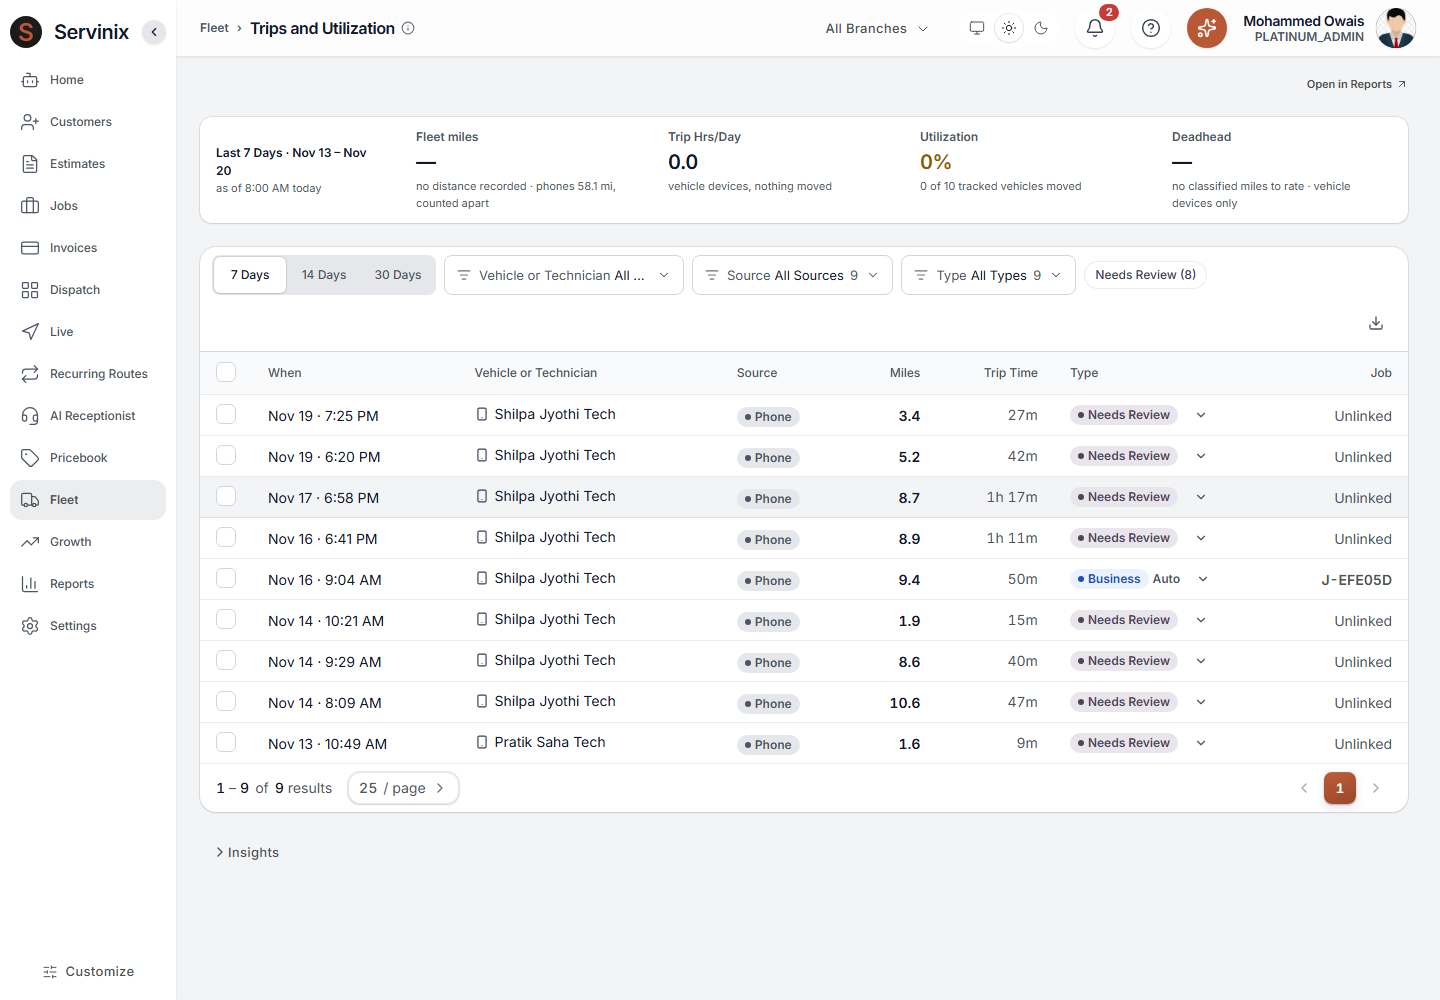 S Servinix
Home
Customers
Estimates
Jobs
Invoices
Dispatch
Live
Recurring Routes
AI Receptionist
Pricebook
Fleet
Growth
Reports
Settings
Customize
Fleet › Trips and Utilization
All Branches
2
Mohammed Owais
PLATINUM_ADMIN
Open in Reports
Last 7 Days · Nov 13 – Nov
20
as of 8:00 AM today
Fleet miles
—
no distance recorded · phones 58.1 mi,
counted apart
Trip Hrs/Day
0.0
vehicle devices, nothing moved
Utilization
0%
0 of 10 tracked vehicles moved
Deadhead
—
no classified miles to rate · vehicle
devices only
7 Days 14 Days 30 Days Vehicle or Technician All ... Source All Sources 9 Type All Types 9 Needs Review (8)
When Vehicle or Technician Source Miles Trip Time Type Job
Nov 19 · 7:25 PM Shilpa Jyothi Tech Phone 3.4 27m Needs Review Unlinked
Nov 19 · 6:20 PM Shilpa Jyothi Tech Phone 5.2 42m Needs Review Unlinked
Nov 17 · 6:58 PM Shilpa Jyothi Tech Phone 8.7 1h 17m Needs Review Unlinked
Nov 16 · 6:41 PM Shilpa Jyothi Tech Phone 8.9 1h 11m Needs Review Unlinked
Nov 16 · 9:04 AM Shilpa Jyothi Tech Phone 9.4 50m Business Auto J-EFE05D
Nov 14 · 10:21 AM Shilpa Jyothi Tech Phone 1.9 15m Needs Review Unlinked
Nov 14 · 9:29 AM Shilpa Jyothi Tech Phone 8.6 40m Needs Review Unlinked
Nov 14 · 8:09 AM Shilpa Jyothi Tech Phone 10.6 47m Needs Review Unlinked
Nov 13 · 10:49 AM Pratik Saha Tech Phone 1.6 9m Needs Review Unlinked
1 – 9 of 9 results 25 / page 1
Insights